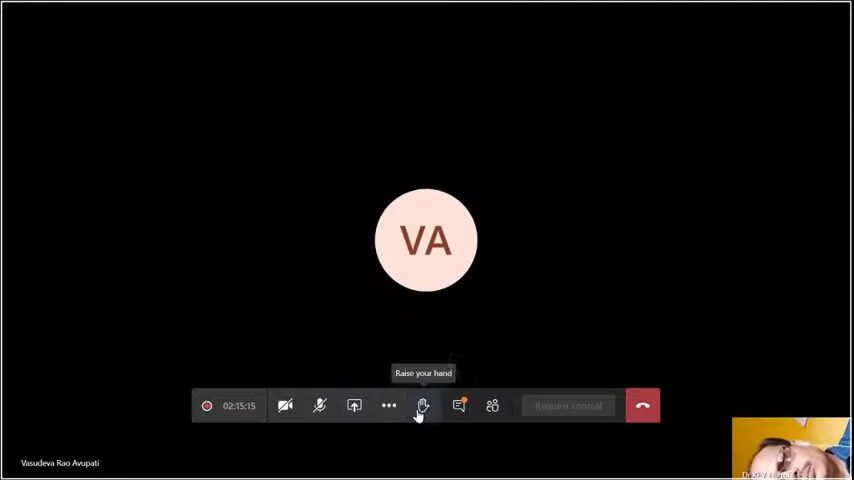 VA
Raise your hand
02:15:15
Request control
Vasudeva Rao Avupati